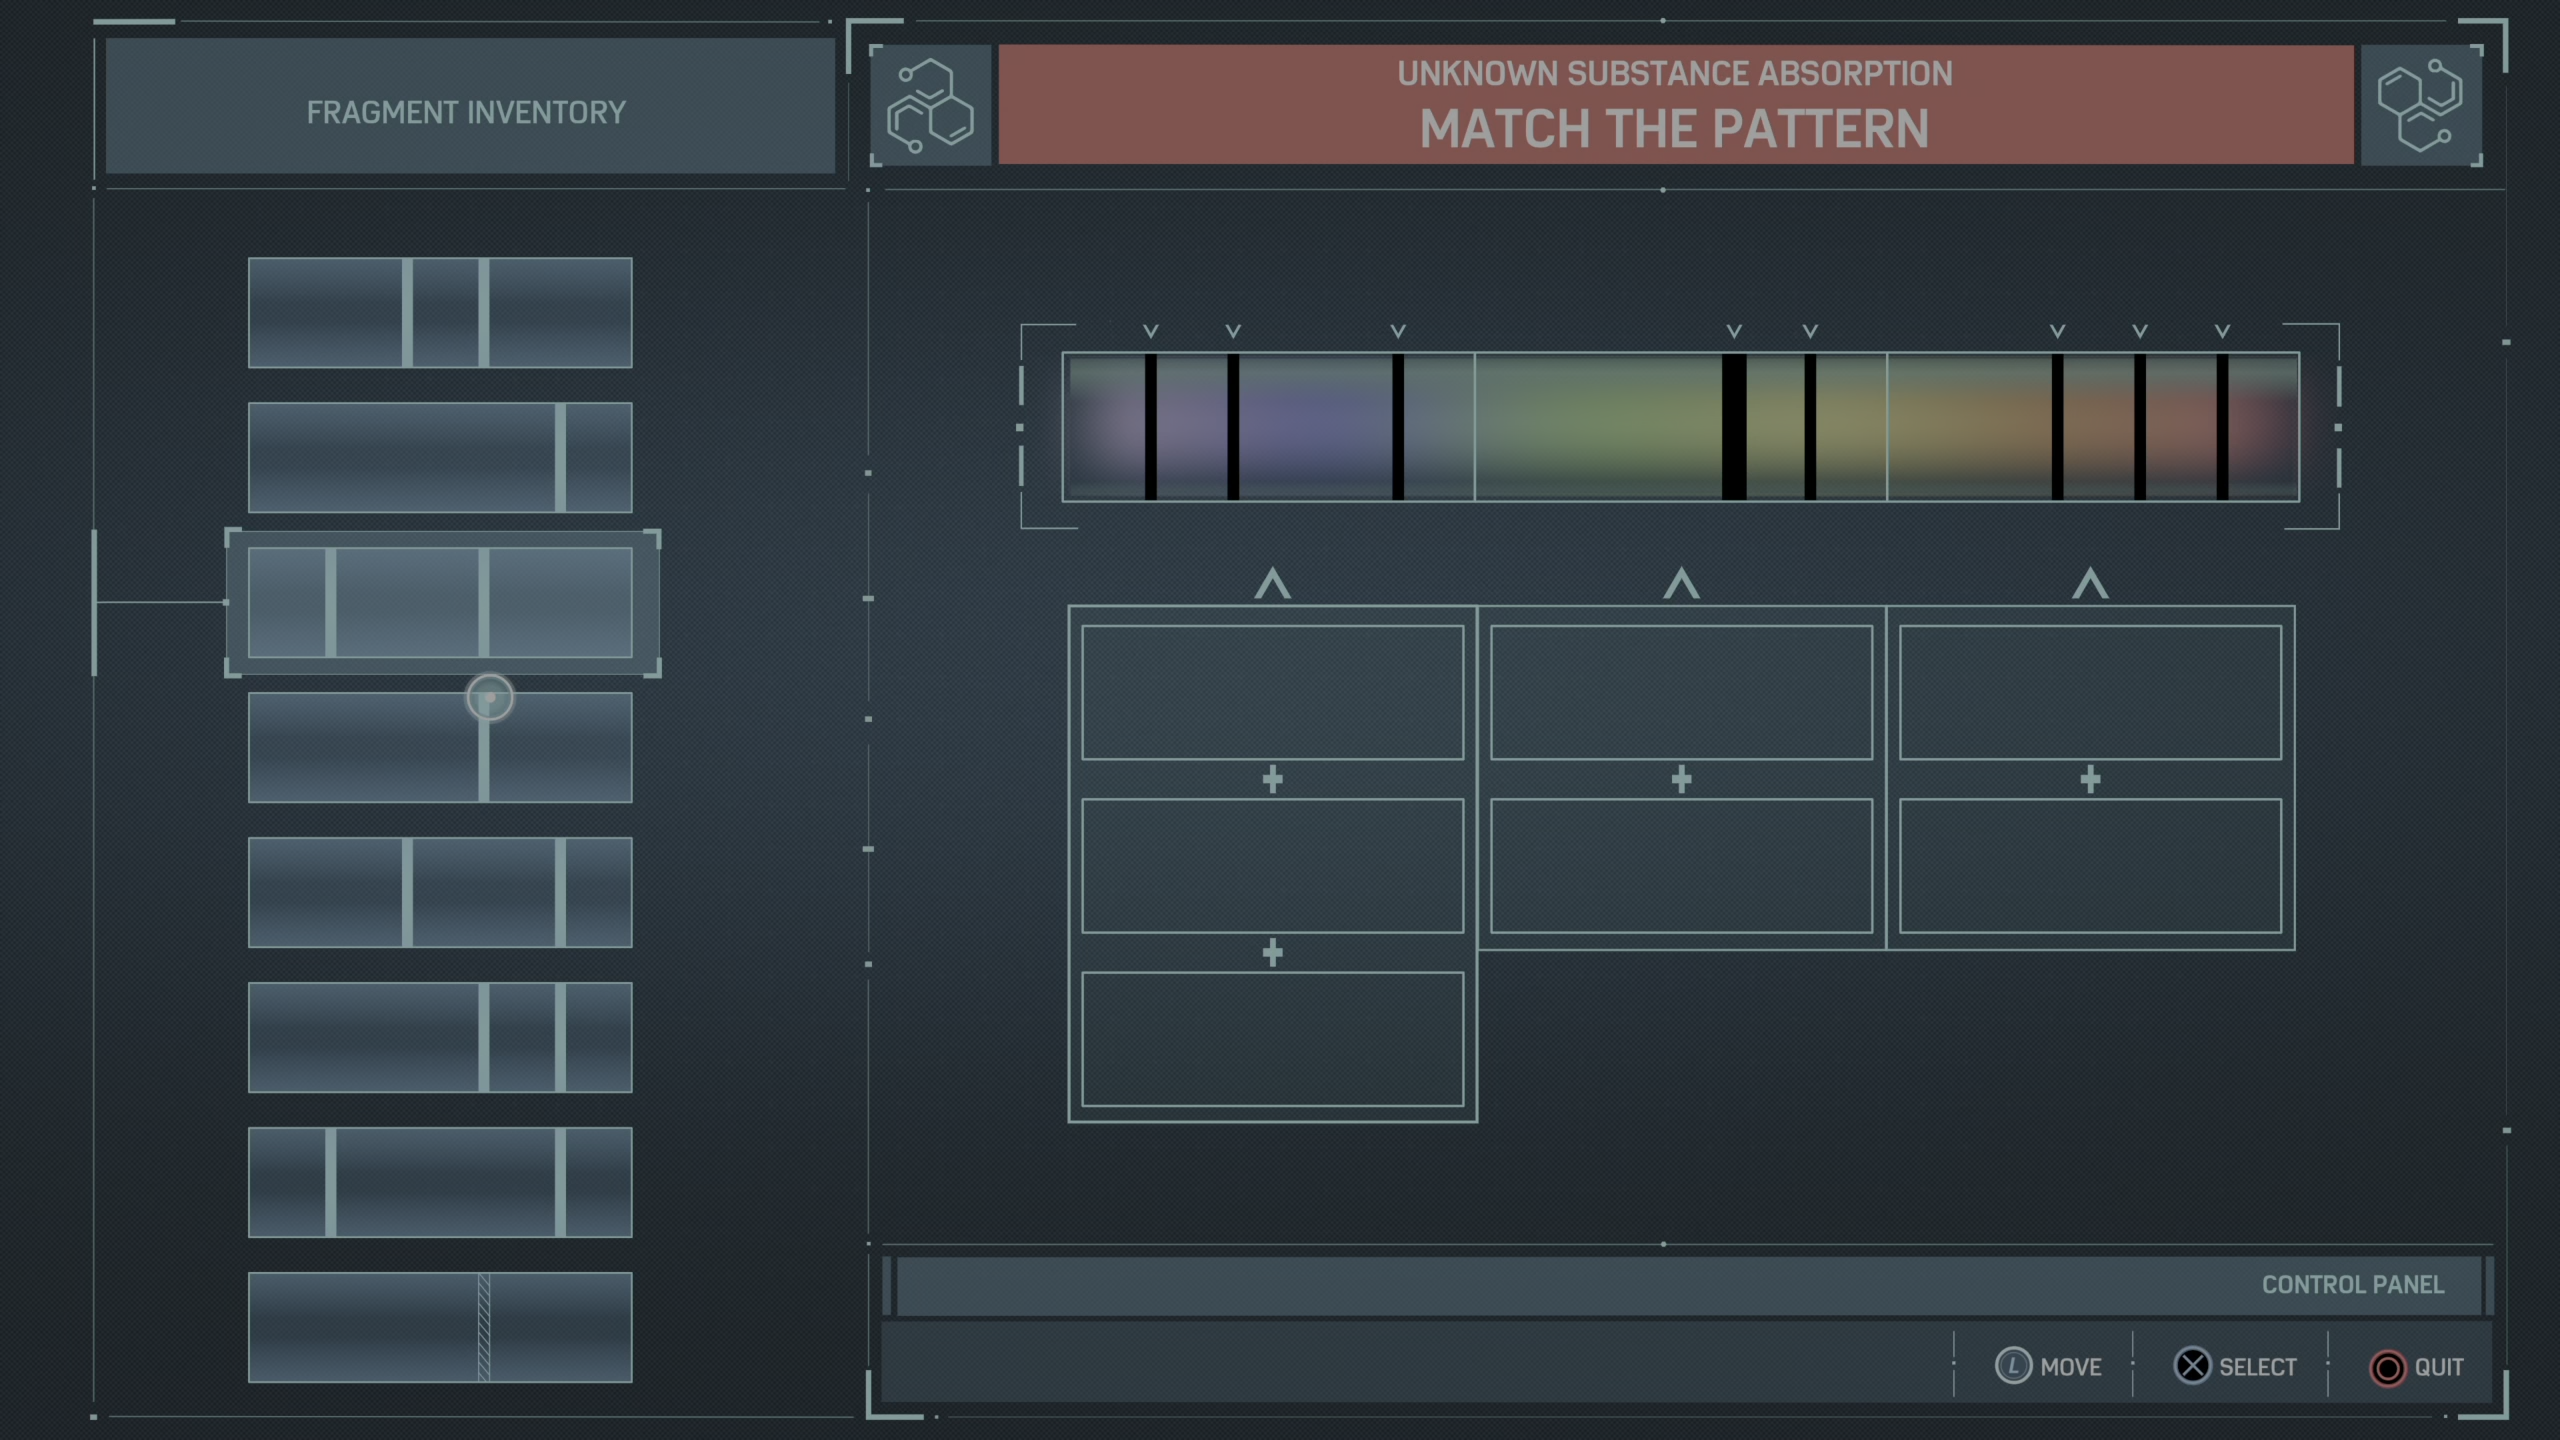 FRAGMENT INVENTORY
UNKNOWN SUBSTANCE ABSORPTION
MATCH THE PATTERN
CONTROL PANEL
L MOVE
SELECT
QUIT